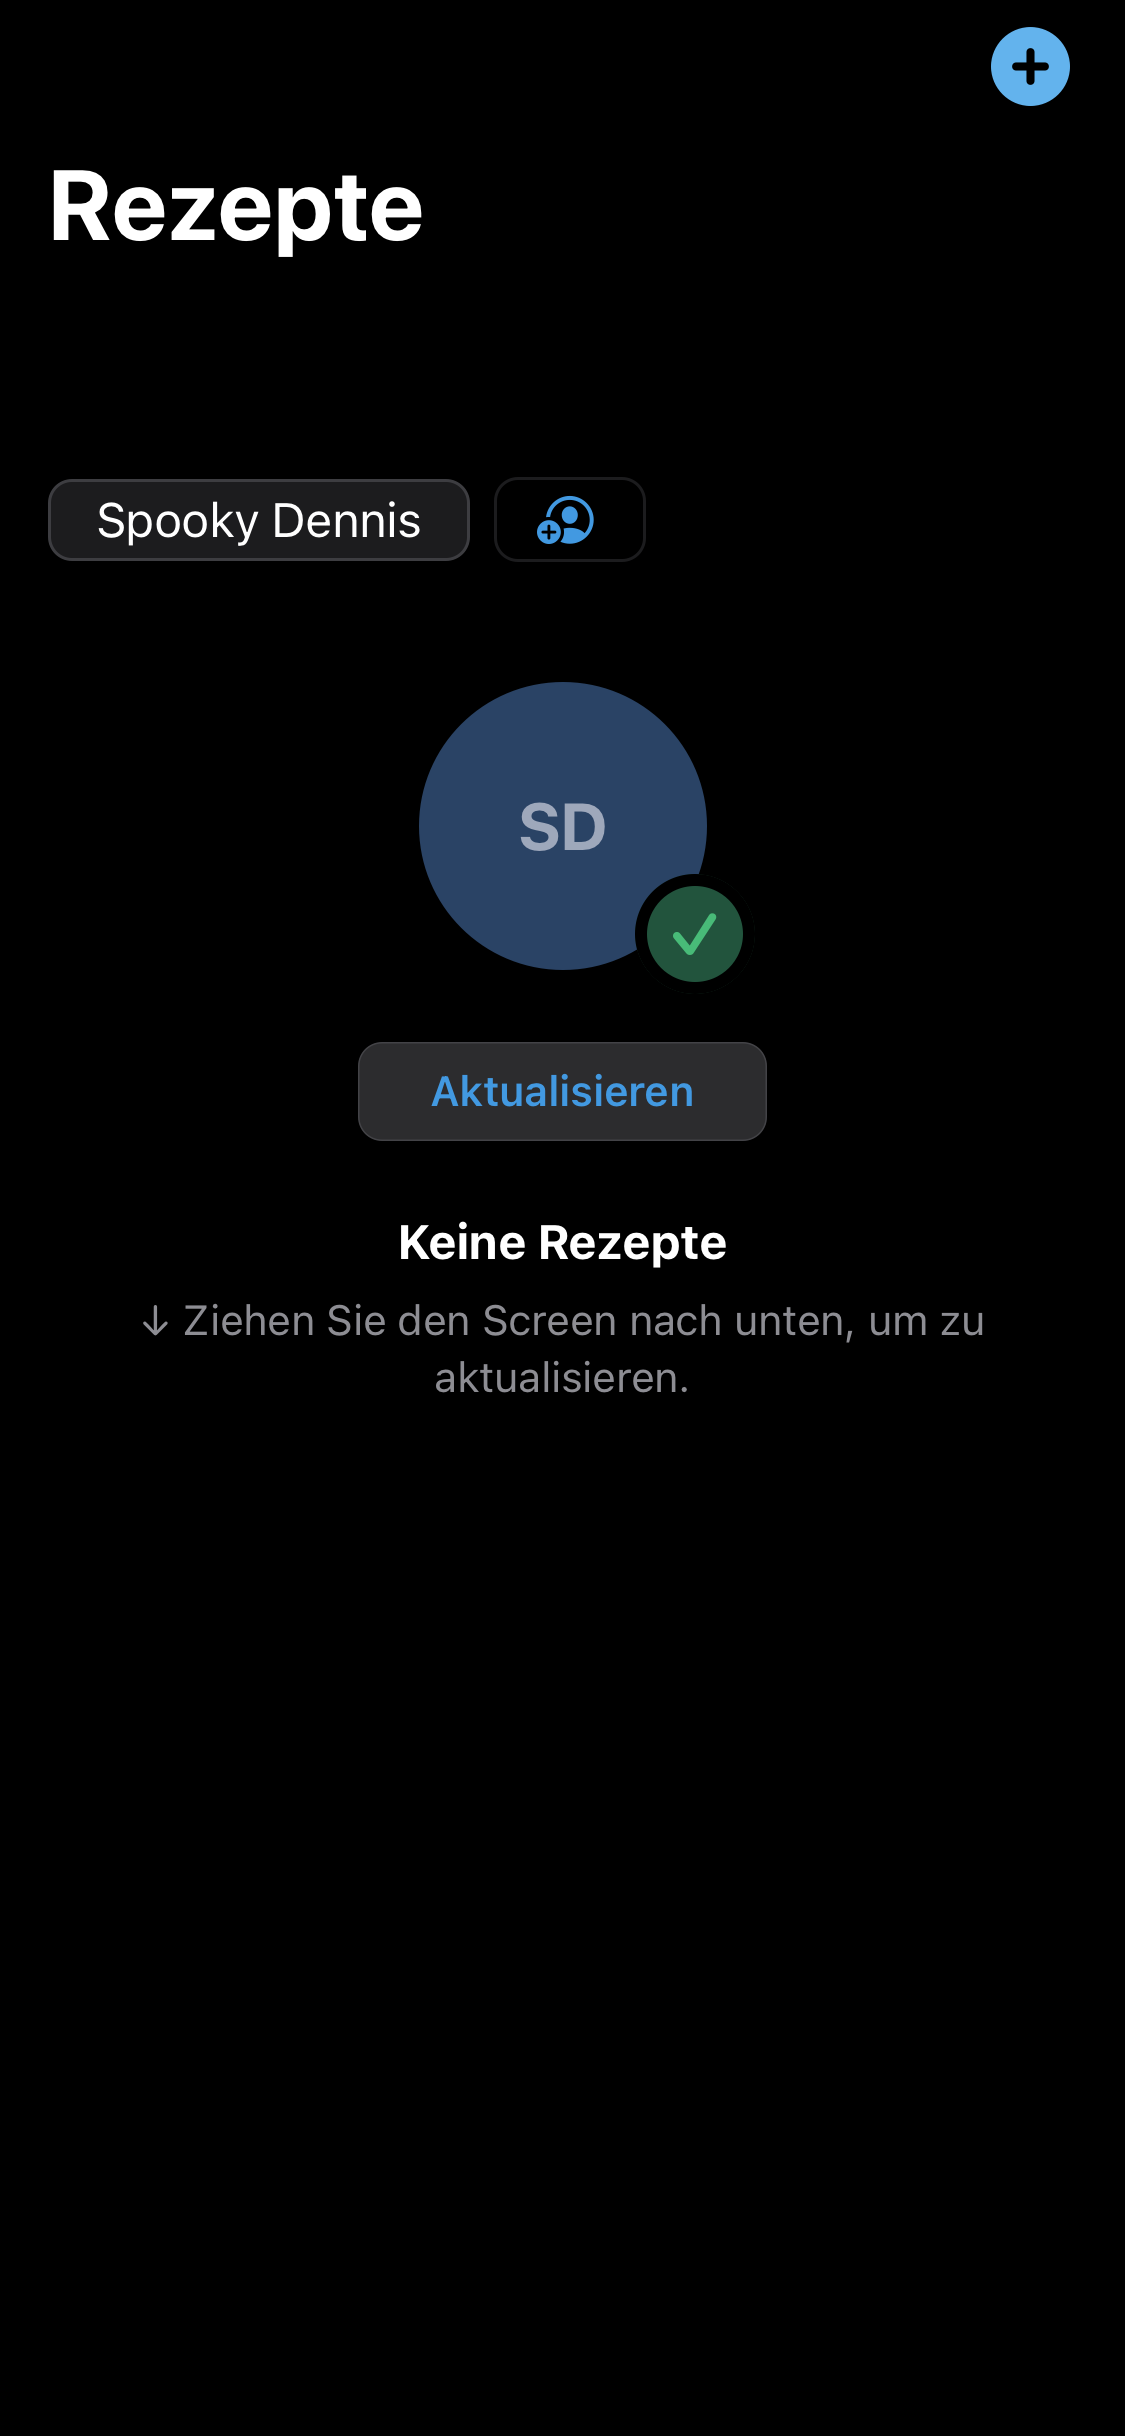 Rezepte
Spooky Dennis
SD
Aktualisieren
Keine Rezepte
↓ Ziehen Sie den Screen nach unten, um zu
aktualisieren.